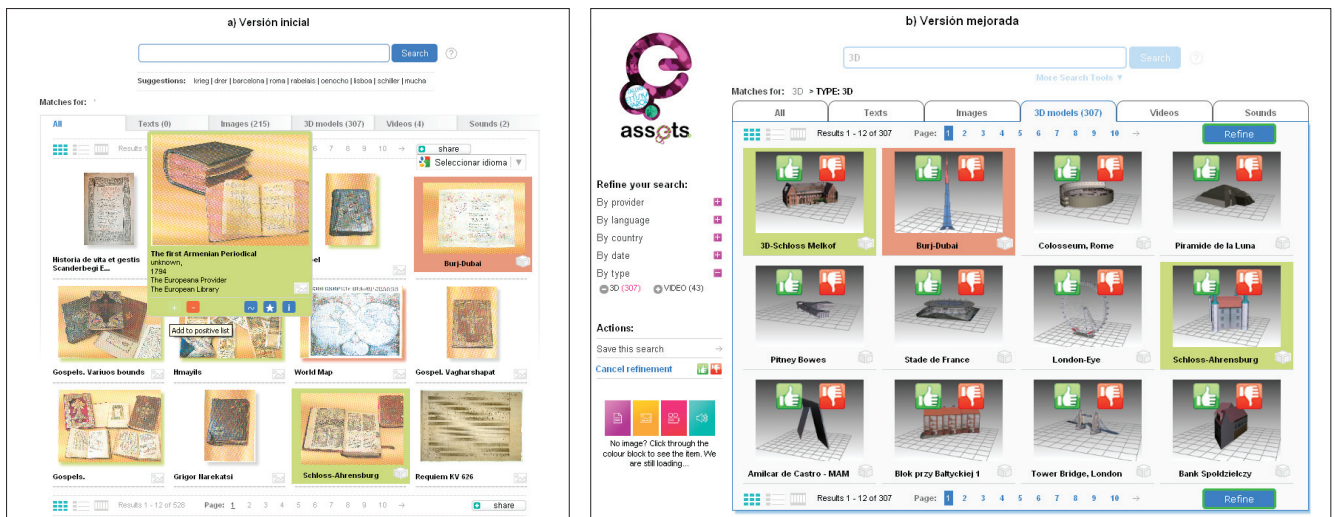 a) Versión inicial
Search
?
Suggestions: krieg | drer | barcelona | roma | rabelais | oenocho | lisboa | schiller | mucha
Matches for: *
All Texts (0) Images (215) 3D models (307) Videos (4) Sounds (2)
Results 1 6 7 8 9 10 → share
Seleccionar idioma ▼
Historia de vita et gestis
Scanderbegi E...
The first Armenian Periodical
unknown,
1794
The Europeana Provider
The European Library
Add to positive list
Burj-Dubai
Gospels. Variuos bounds Hmayils World Map Gospel. Vagharshapat
Gospels. Grigor Narekatsi Schloss-Ahrensburg Requiem KV 626
Results 1 - 12 of 528 Page: 1 2 3 4 5 6 7 8 9 10 → share
b) Versión mejorada
assets
3D Search ?
More Search Tools ▼
Matches for: 3D > TYPE: 3D
All Texts Images 3D models (307) Videos Sounds
Results 1 - 12 of 307 Page: 1 2 3 4 5 6 7 8 9 10 → Refine
Refine your search:
By provider
By language
By country
By date
By type
3D (307) VIDEO (43)
Actions:
Save this search →
Cancel refinement
No image? Click through the
colour block to see the item. We
are still loading...
3D-Schloss Melkof Burj-Dubai Colosseum, Rome Piramide de la Luna
Pitney Bowes Stade de France London-Eye Schloss-Ahrensburg
Amilcar de Castro - MAM Blok przy Bałtyckiej 1 Tower Bridge, London Bank Spoldzielczy
Results 1 - 12 of 307 Page: 1 2 3 4 5 6 7 8 9 10 → Refine